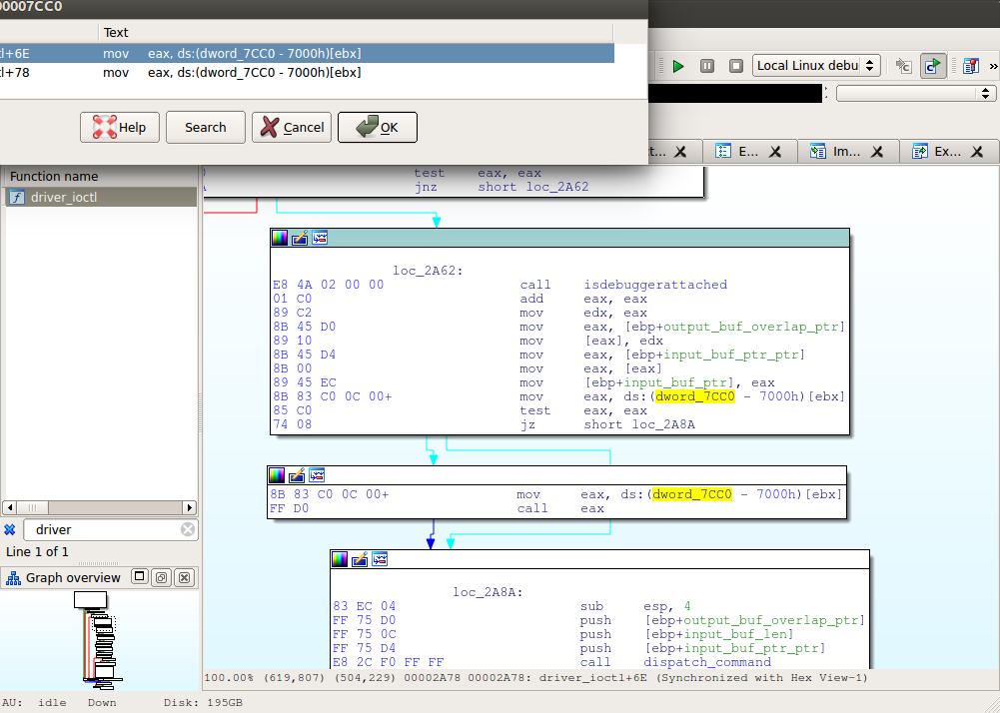 00007CC0
Text
tl+6E mov eax, ds:(dword_7CC0 - 7000h)[ebx]
tl+78 mov eax, ds:(dword_7CC0 - 7000h)[ebx]
Help Search Cancel OK
Local Linux debu
E... Im... Ex...
Function name
f driver_ioctl
test eax, eax
jnz short loc_2A62
loc_2A62:
E8 4A 02 00 00 call isdebuggerattached
01 C0 add eax, eax
89 C2 mov edx, eax
8B 45 D0 mov eax, [ebp+output_buf_overlap_ptr]
89 10 mov [eax], edx
8B 45 D4 mov eax, [ebp+input_buf_ptr_ptr]
8B 00 mov eax, [eax]
89 45 EC mov [ebp+input_buf_ptr], eax
8B 83 C0 0C 00+ mov eax, ds:(dword_7CC0 - 7000h)[ebx]
85 C0 test eax, eax
74 08 jz short loc_2A8A
8B 83 C0 0C 00+ mov eax, ds:(dword_7CC0 - 7000h)[ebx]
FF D0 call eax
loc_2A8A:
83 EC 04 sub esp, 4
FF 75 D0 push [ebp+output_buf_overlap_ptr]
FF 75 0C push [ebp+input_buf_len]
FF 75 D4 push [ebp+input_buf_ptr_ptr]
E8 2C F0 FF FF call dispatch_command
driver
Line 1 of 1
Graph overview
100.00% (619,807) (504,229) 00002A78 00002A78: driver_ioctl+6E (Synchronized with Hex View-1)
AU: idle Down Disk: 195GB